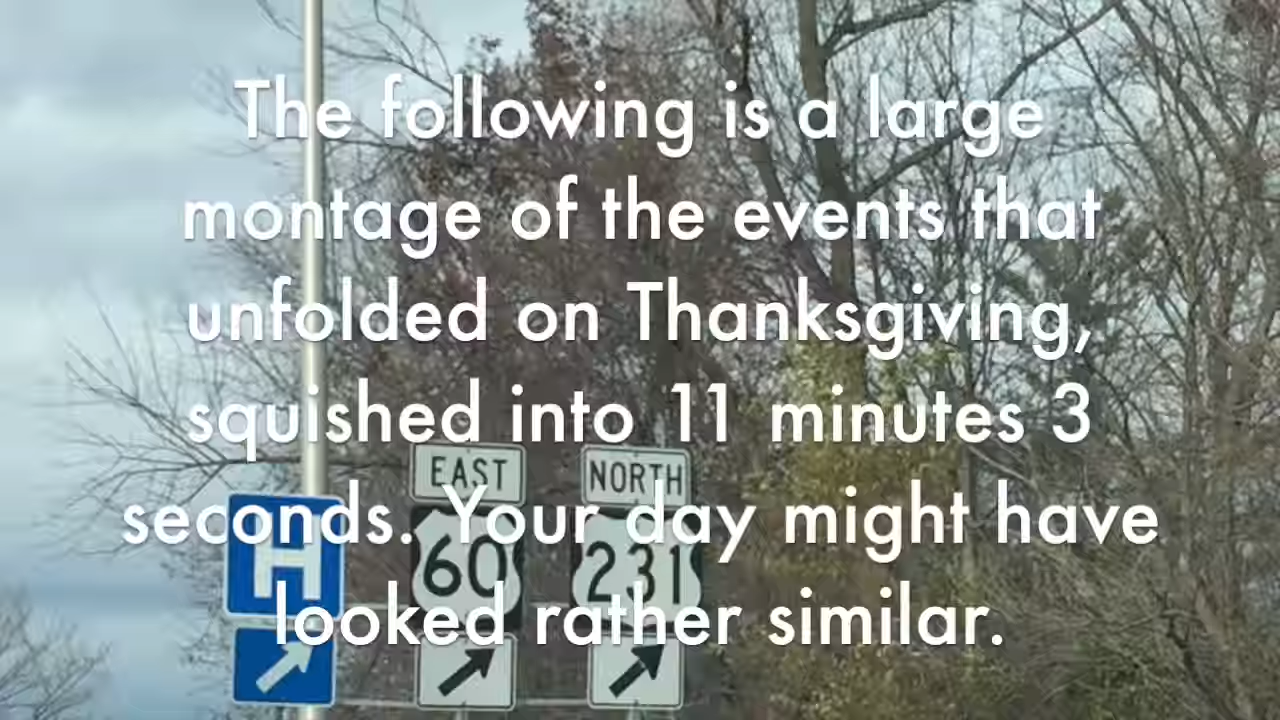 The following is a large
montage of the events that
unfolded on Thanksgiving,
squished into 11 minutes 3
seconds. Your day might have
looked rather similar.
EAST
NORTH
H
60
231